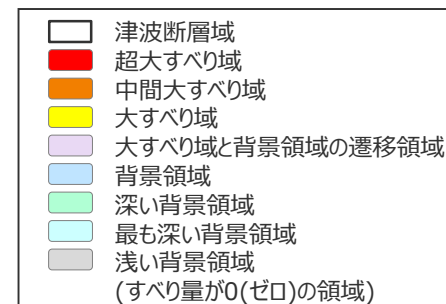 津波断層域
超大すべり域
中間大すべり域
大すべり域
大すべり域と背景領域の遷移領域
背景領域
深い背景領域
最も深い背景領域
浅い背景領域
(すべり量が0(ゼロ)の領域)